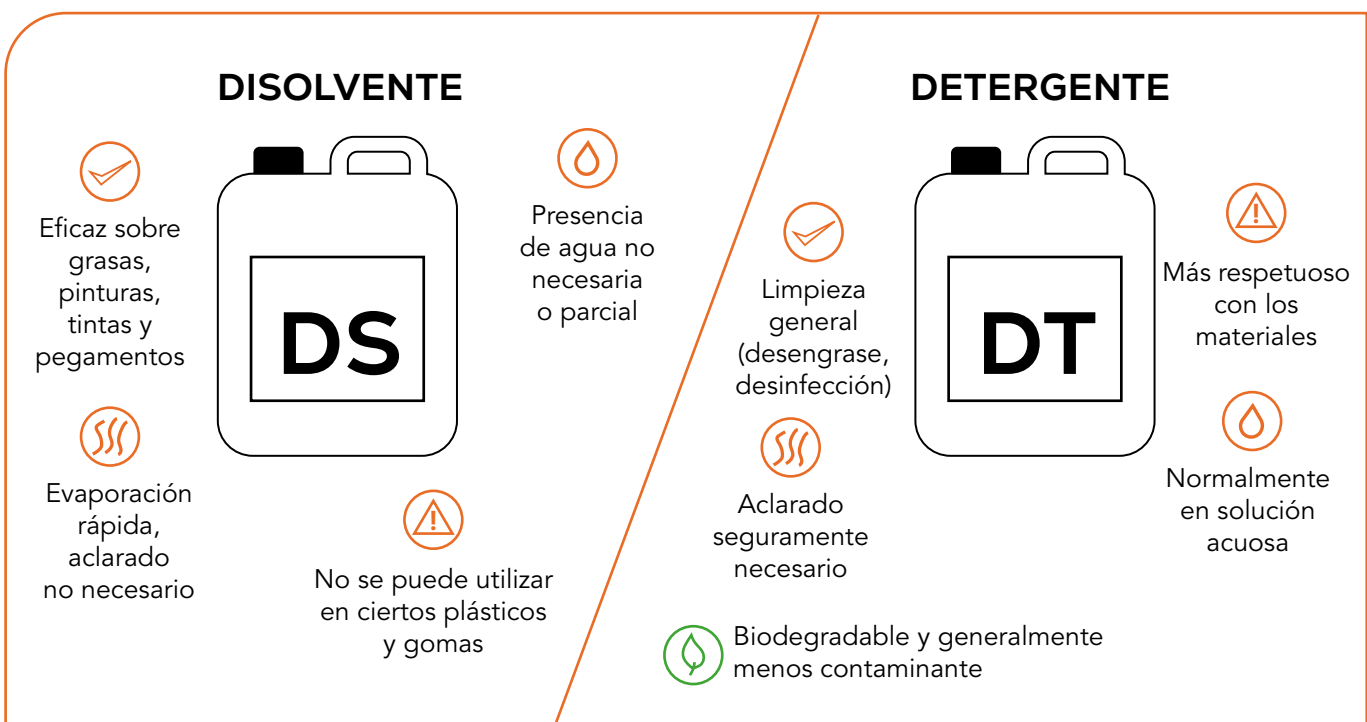 DISOLVENTE
Eficaz sobre
grasas,
pinturas,
tintas y
pegamentos
DS
Presencia
de agua no
necesaria
o parcial
Evaporación
rápida,
aclarado
no necesario
No se puede utilizar
en ciertos plásticos
y gomas
DETERGENTE
Limpieza
general
(desengrase,
desinfección)
DT
Más respetuoso
con los
materiales
Aclarado
seguramente
necesario
Normalmente
en solución
acuosa
Biodegradable y generalmente
menos contaminante